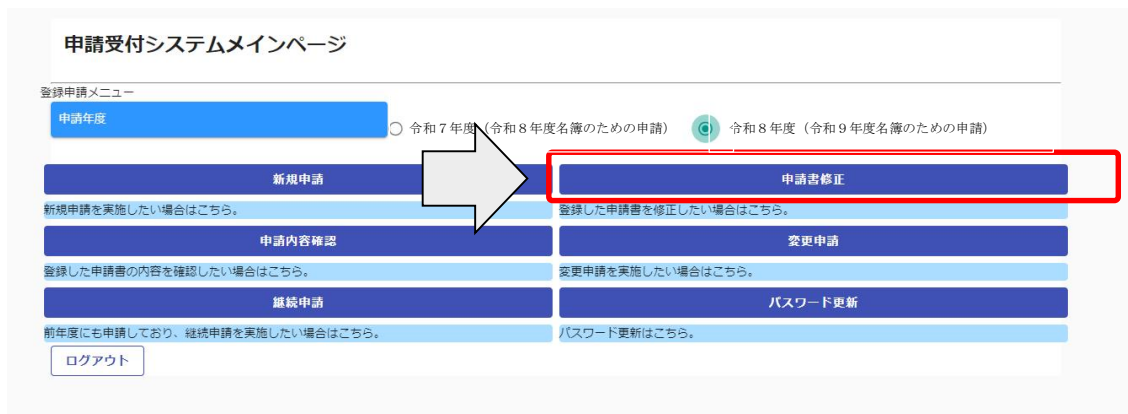 申請受付システムメインページ
登録申請メニュー
申請年度
令和７年度（令和８年度名簿のための申請） 令和８年度（令和９年度名簿のための申請）
新規申請 申請書修正
新規申請を実施したい場合はこちら。 登録した申請書を修正したい場合はこちら。
申請内容確認 変更申請
登録した申請書の内容を確認したい場合はこちら。 変更申請を実施したい場合はこちら。
継続申請 パスワード更新
前年度にも申請しており、継続申請を実施したい場合はこちら。 パスワード更新はこちら。
ログアウト